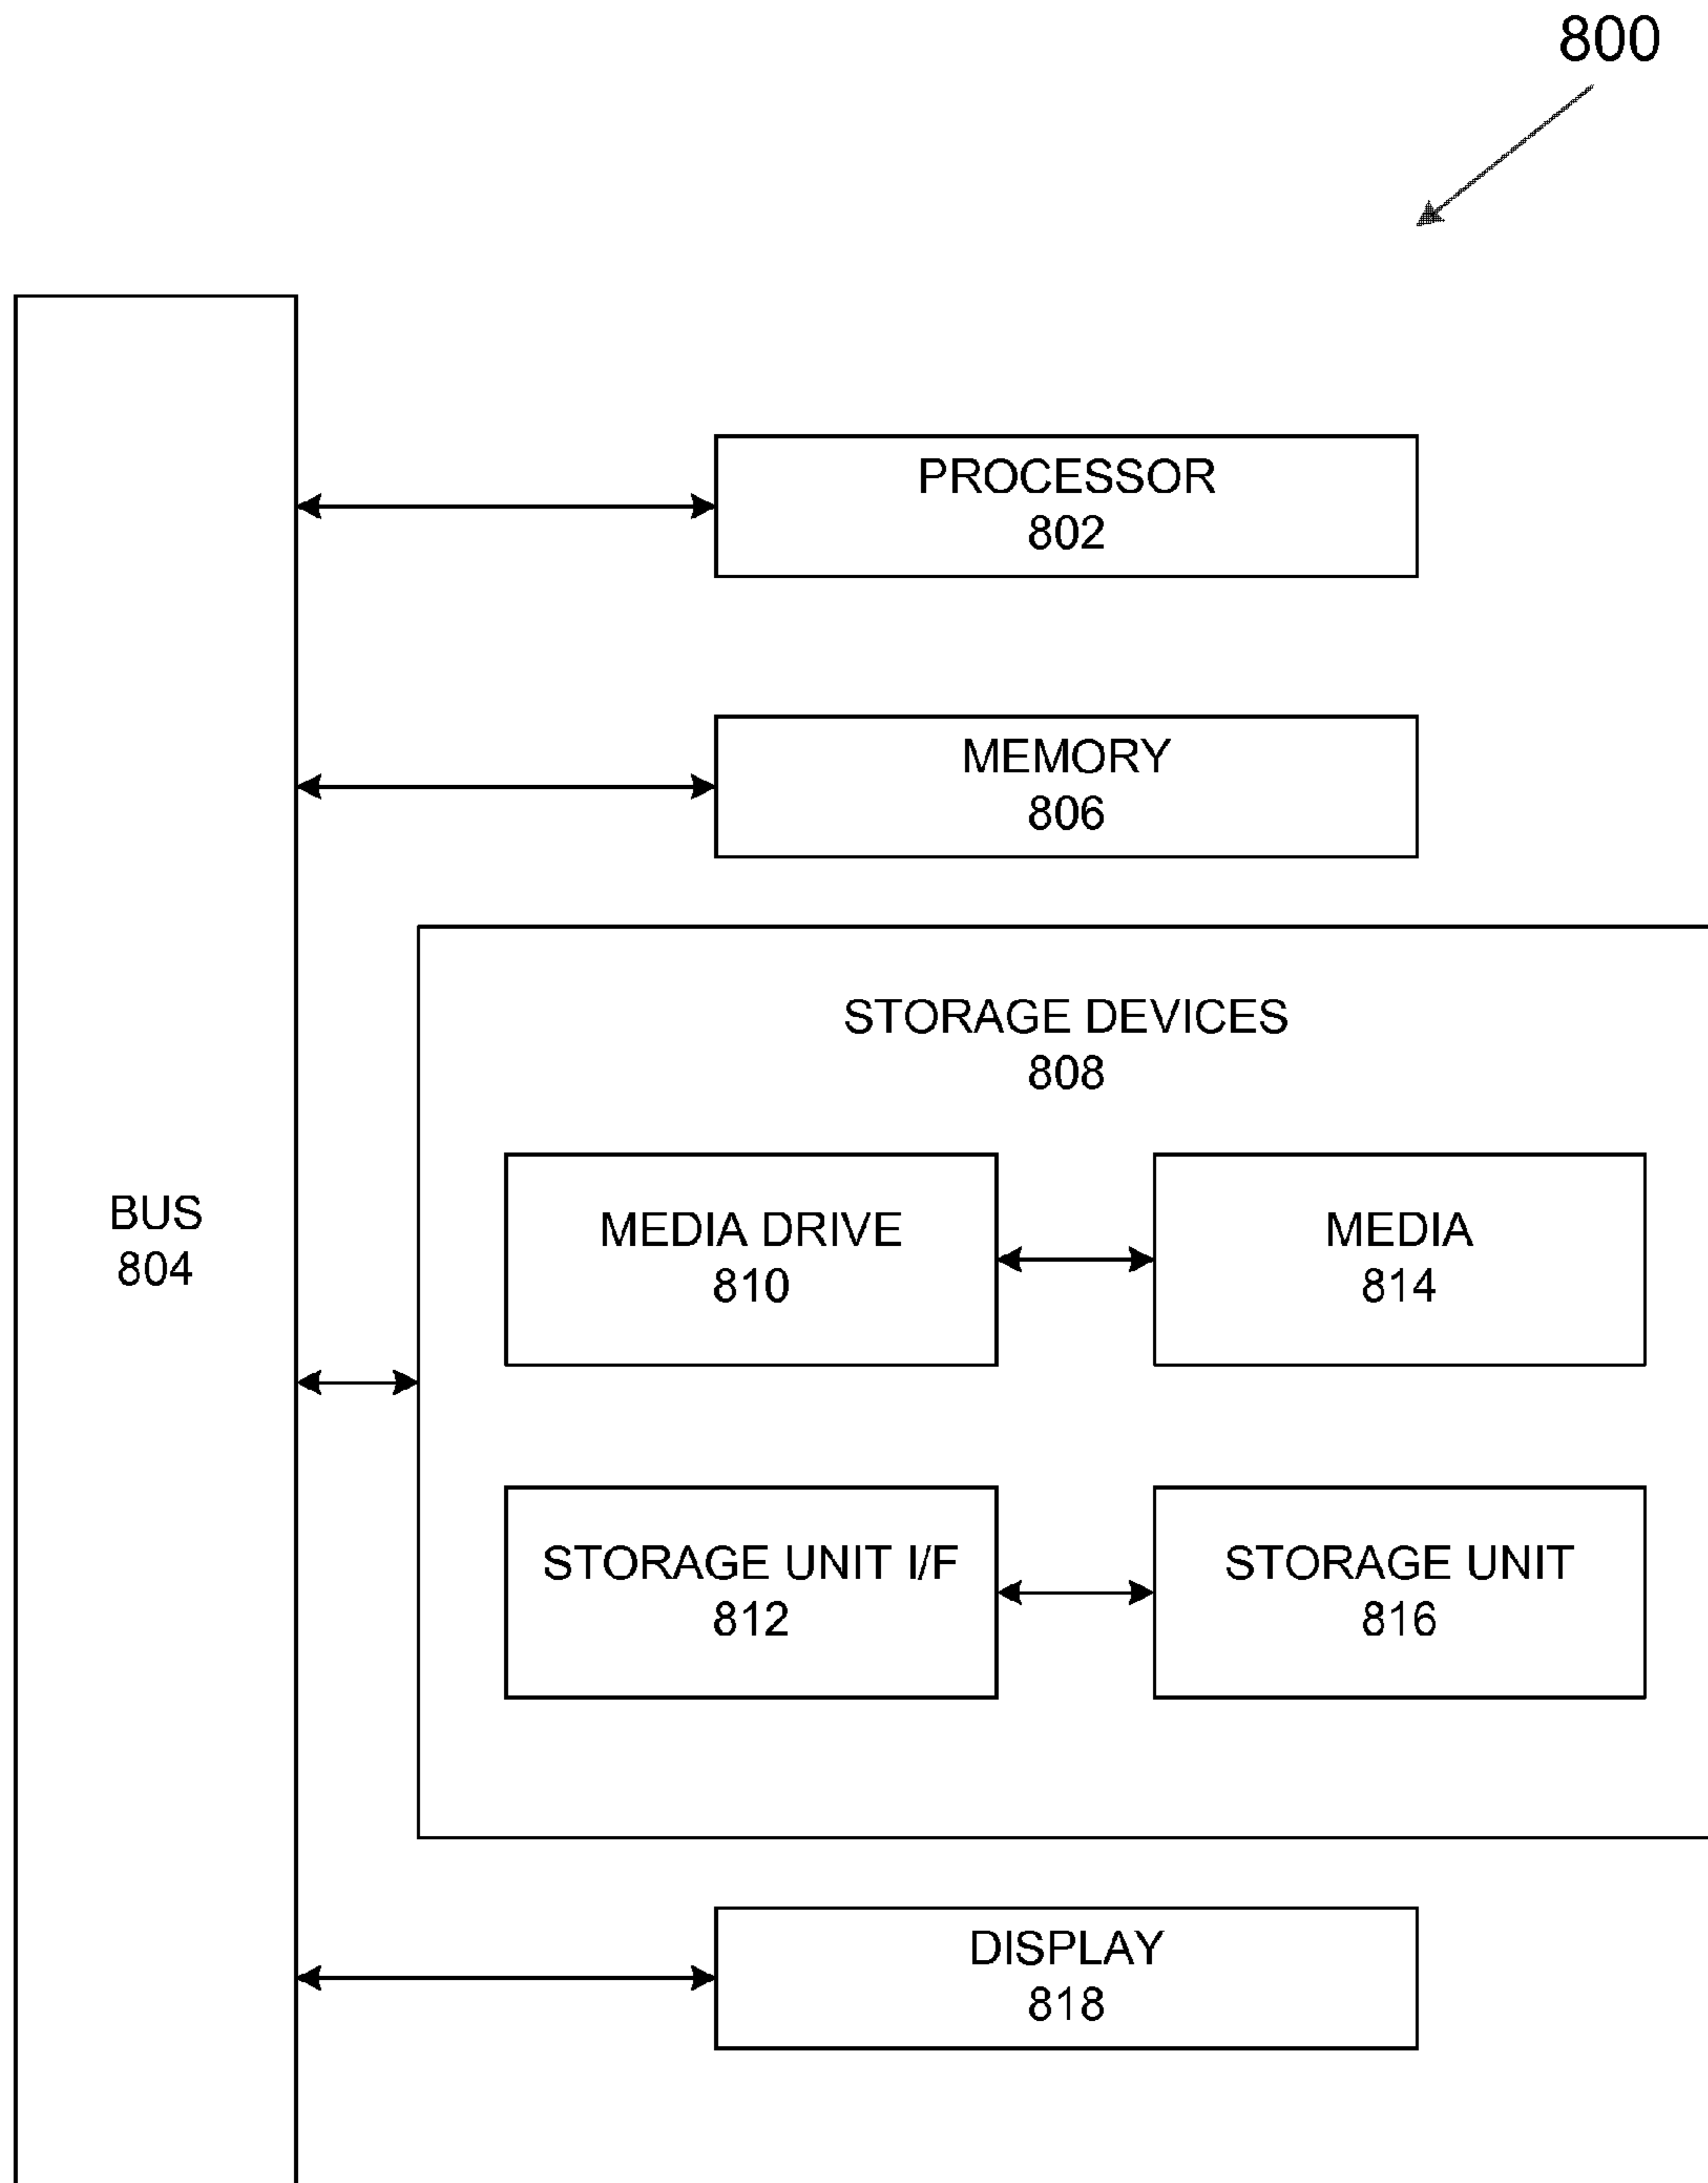 800
PROCESSOR
802
MEMORY
806
STORAGE DEVICES
808
BUS
804
MEDIA DRIVE
810
MEDIA
814
STORAGE UNIT I/F
812
STORAGE UNIT
816
DISPLAY
818